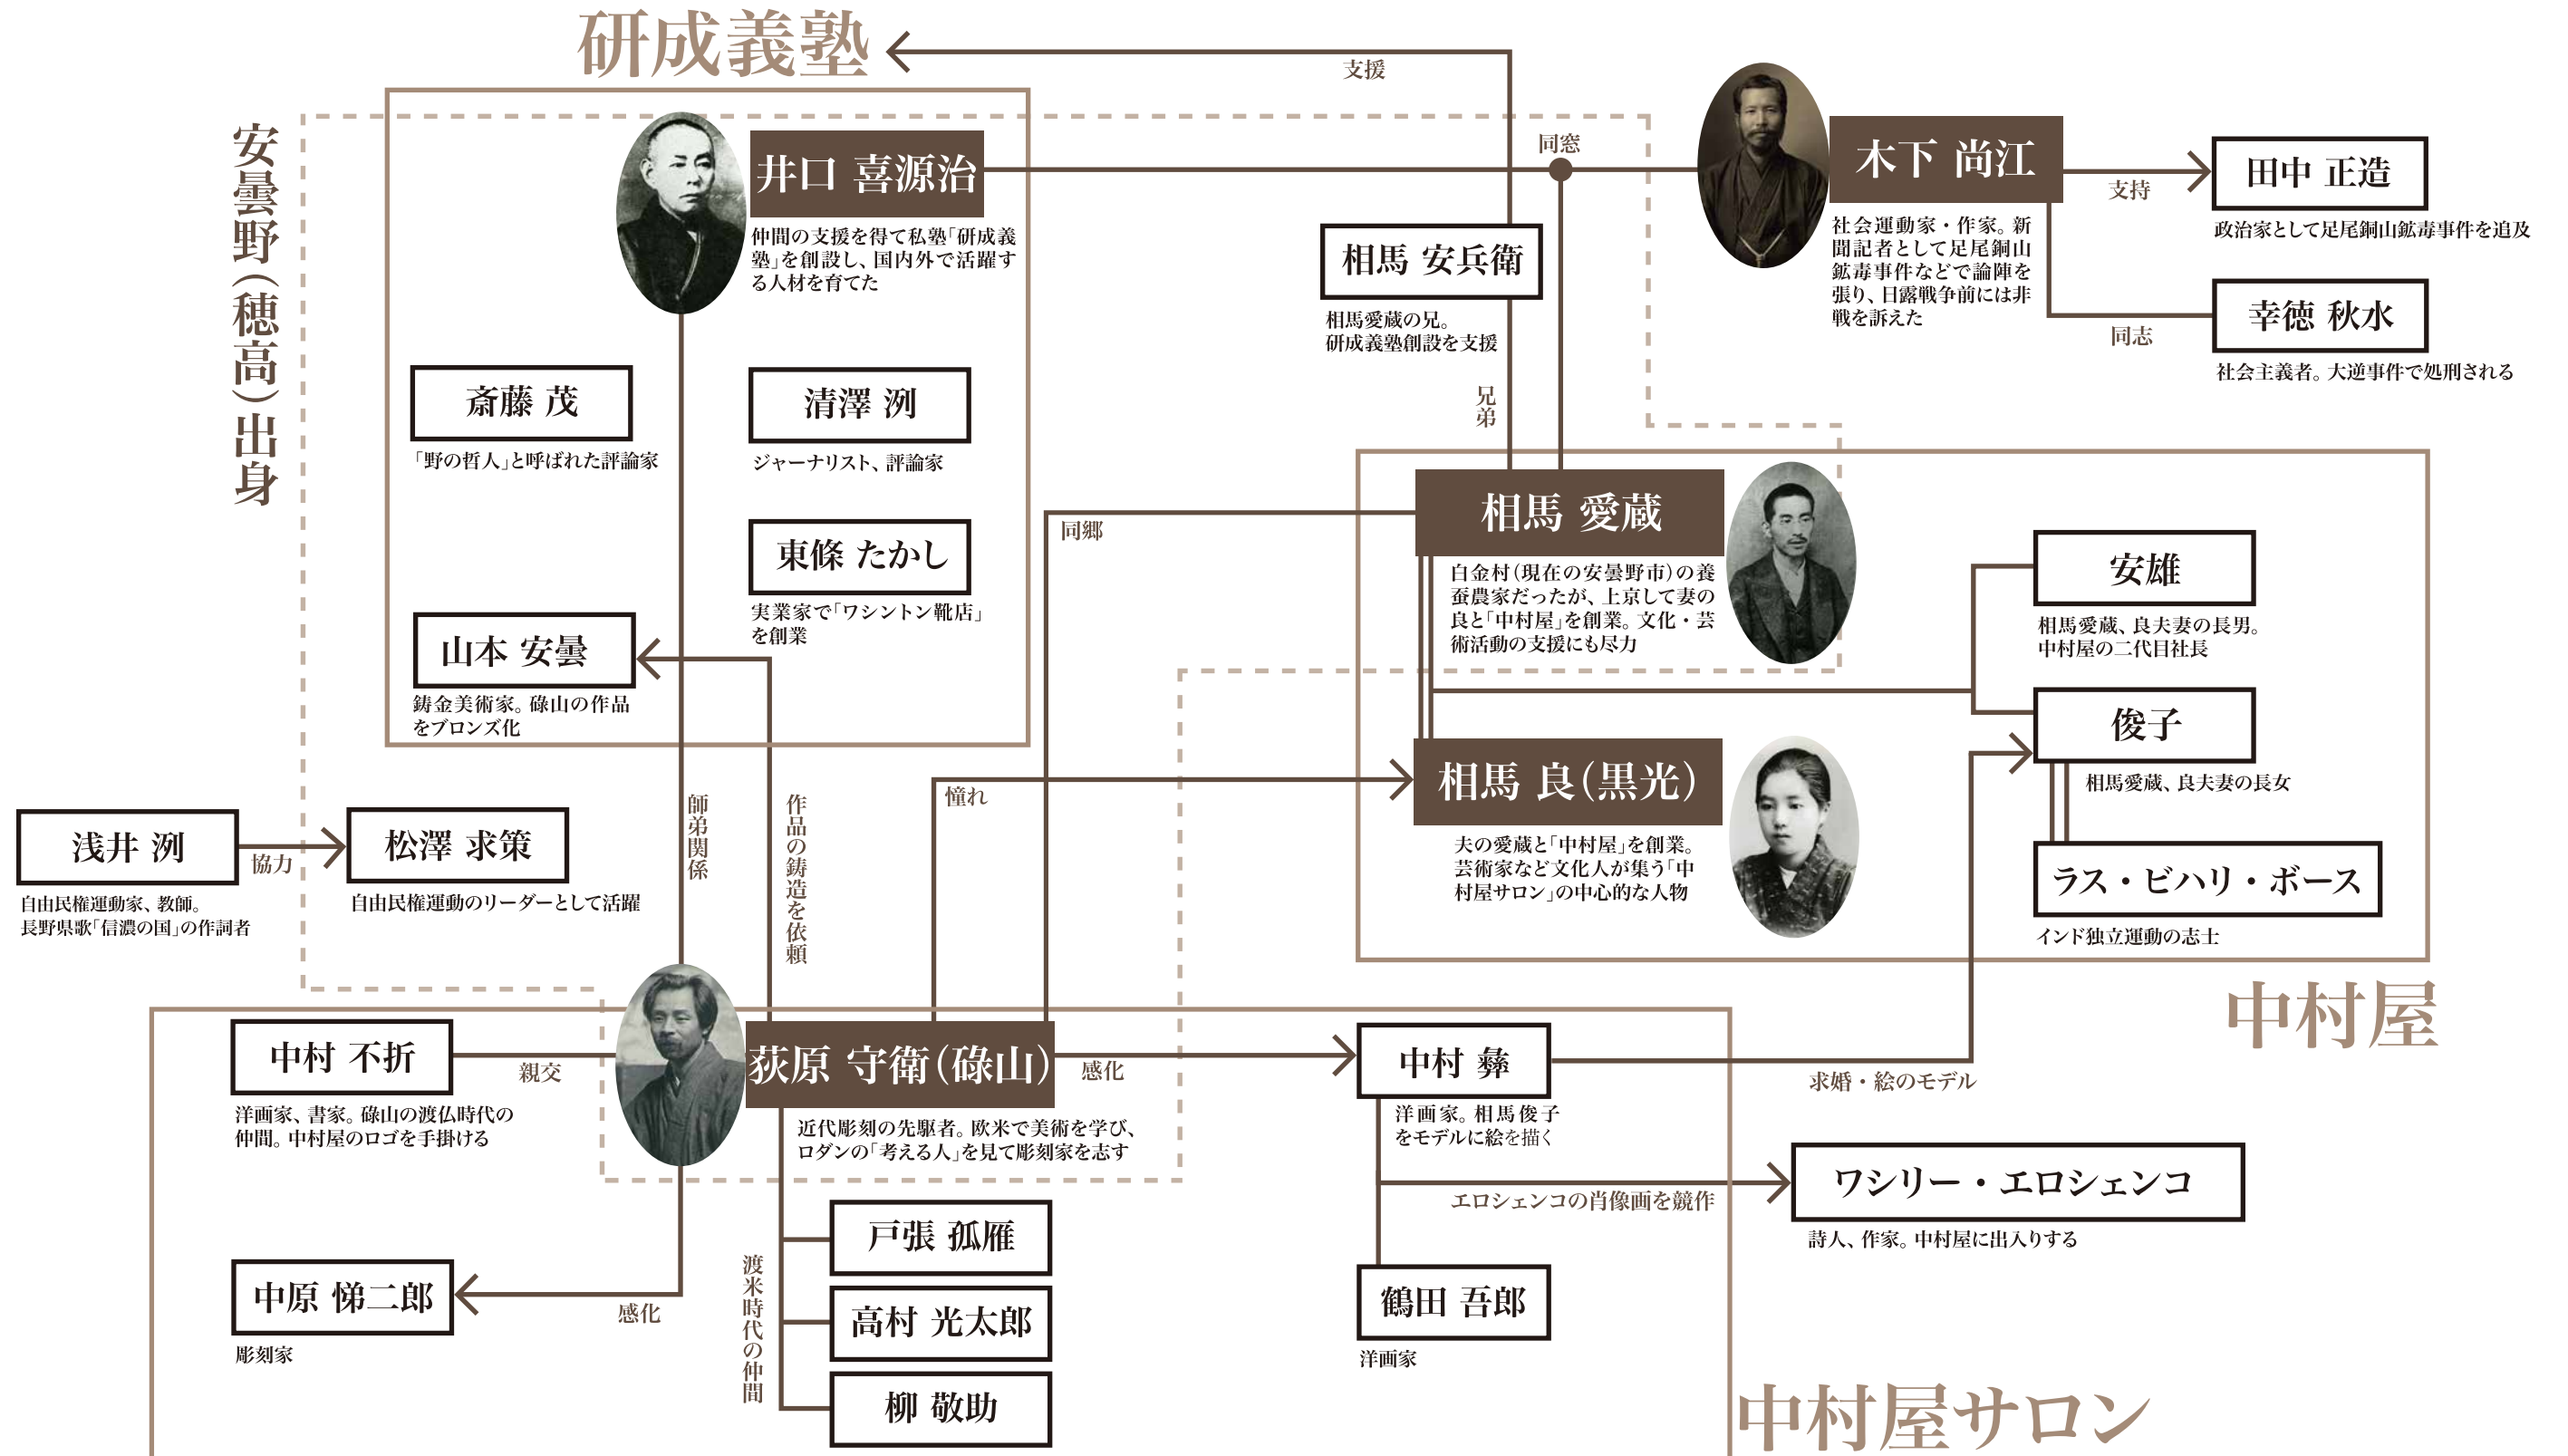 研成義塾
支援
安曇野（穂高）出身
井口 喜源治
仲間の支援を得て私塾「研成義
塾」を創設し、国内外で活躍す
る人材を育てた
同窓
木下 尚江
社会運動家・作家。新
聞記者として足尾銅山
鉱毒事件などで論陣を
張り、日露戦争前には非
戦を訴えた
支持
田中 正造
政治家として足尾銅山鉱毒事件を追及
同志
幸徳 秋水
社会主義者。大逆事件で処刑される
相馬 安兵衛
相馬愛蔵の兄。
研成義塾創設を支援
兄弟
斎藤 茂
「野の哲人」と呼ばれた評論家
清澤 洌
ジャーナリスト、評論家
東條 たかし
実業家で「ワシントン靴店」
を創業
山本 安曇
鋳金美術家。碌山の作品
をブロンズ化
同郷
相馬 愛蔵
白金村（現在の安曇野市）の養
蚕農家だったが、上京して妻の
良と「中村屋」を創業。文化・芸
術活動の支援にも尽力
安雄
相馬愛蔵、良夫妻の長男。
中村屋の二代目社長
俊子
相馬愛蔵、良夫妻の長女
憧れ
相馬 良（黒光）
夫の愛蔵と「中村屋」を創業。
芸術家など文化人が集う「中
村屋サロン」の中心的な人物
ラス・ビハリ・ボース
インド独立運動の志士
中村屋
浅井 洌
協力
自由民権運動家、教師。
長野県歌「信濃の国」の作詞者
松澤 求策
自由民権運動のリーダーとして活躍
師弟関係
作品の鋳造を依頼
中村 不折
親交
洋画家、書家。碌山の渡仏時代の
仲間。中村屋のロゴを手掛ける
荻原 守衛（碌山）
近代彫刻の先駆者。欧米で美術を学び、
ロダンの「考える人」を見て彫刻家を志す
感化
中村 彝
洋画家。相馬俊子
をモデルに絵を描く
求婚・絵のモデル
エロシェンコの肖像画を競作
ワシリー・エロシェンコ
詩人、作家。中村屋に出入りする
中原 悌二郎
感化
彫刻家
渡米時代の仲間
戸張 孤雁
高村 光太郎
柳 敬助
鶴田 吾郎
洋画家
中村屋サロン